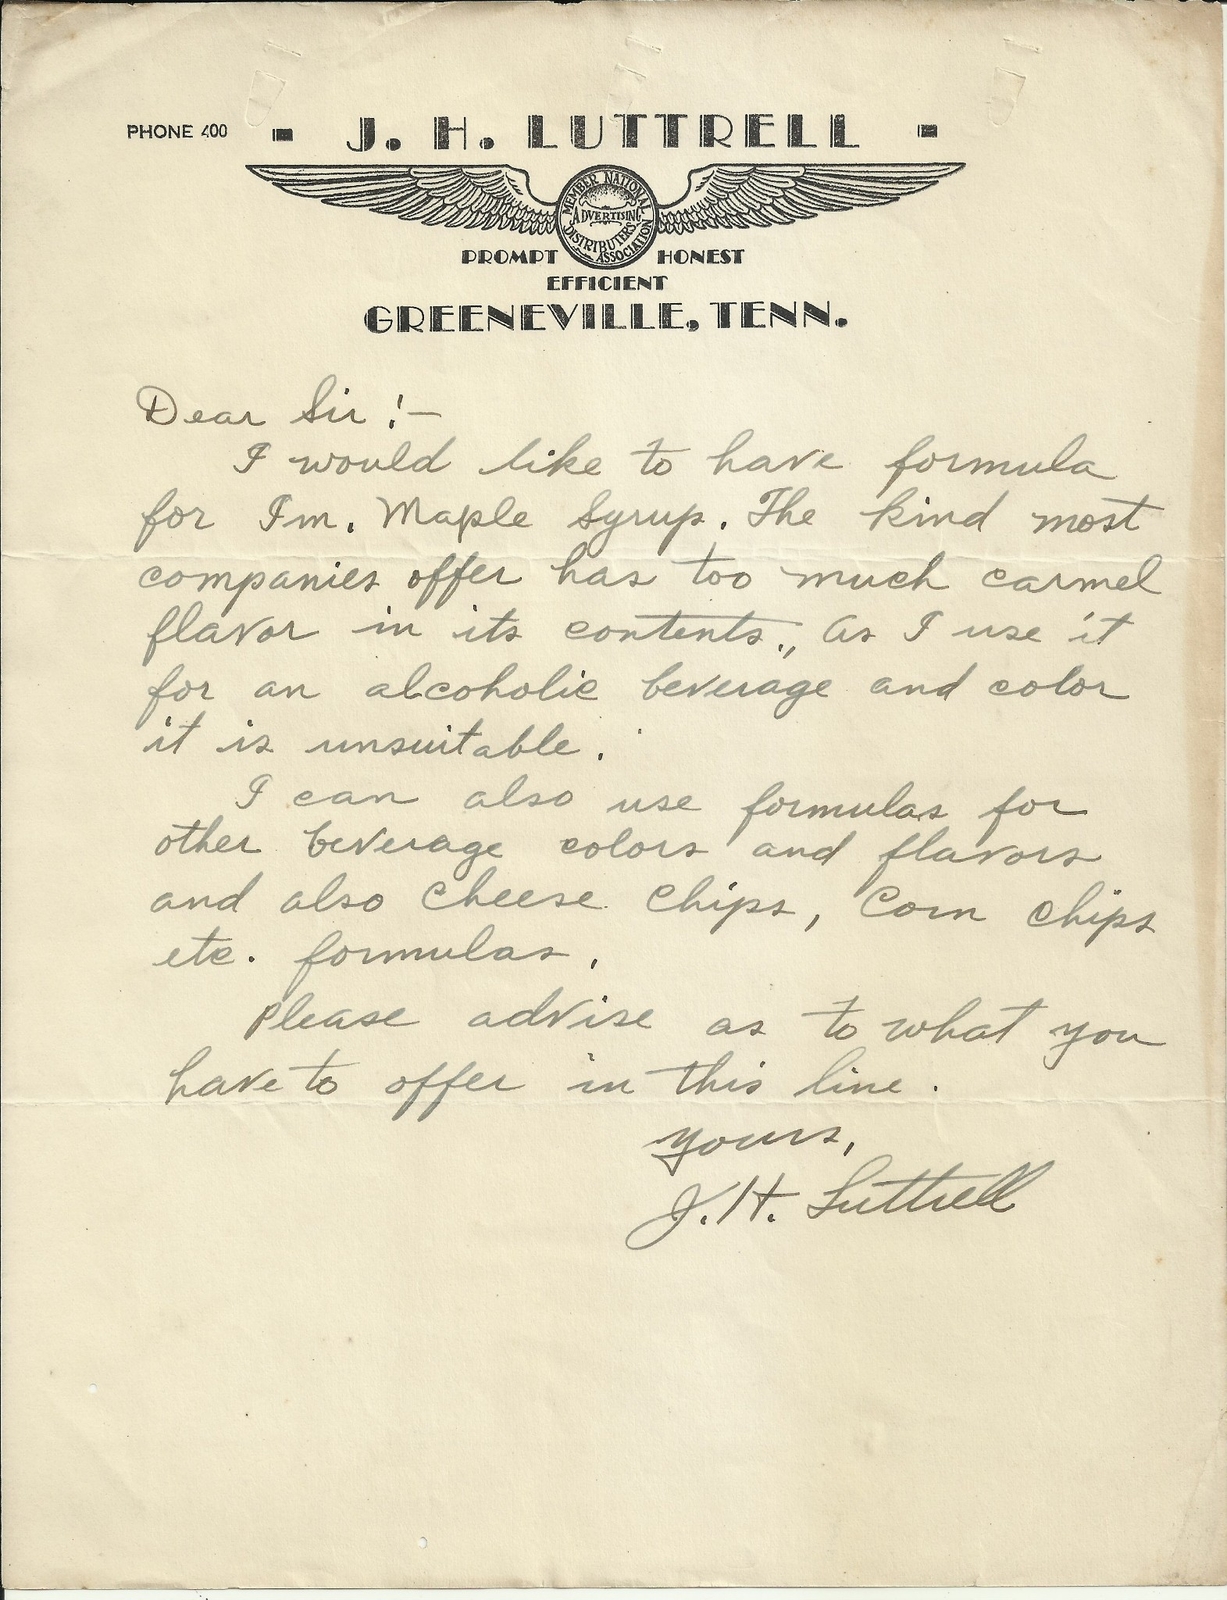 PHONE 400
J. H. LUTTRELL
MEMBER NATIONAL
ADVERTISING
DISTRIBUTERS
ASSOCIATION
PROMPT HONEST
EFFICIENT
GREENEVILLE, TENN.
Dear Sir :—
I would like to have formula
for Im. Maple Syrup. The kind most
companies offer has too much carmel
flavor in its contents., As I use it
for an alcoholic beverage and color
it is unsuitable.
I can also use formulas for
other beverage colors and flavors
and also Cheese Chips, Corn Chips
etc. formulas.
Please advise as to what you
have to offer in this line.
Yours,
J. H. Luttrell